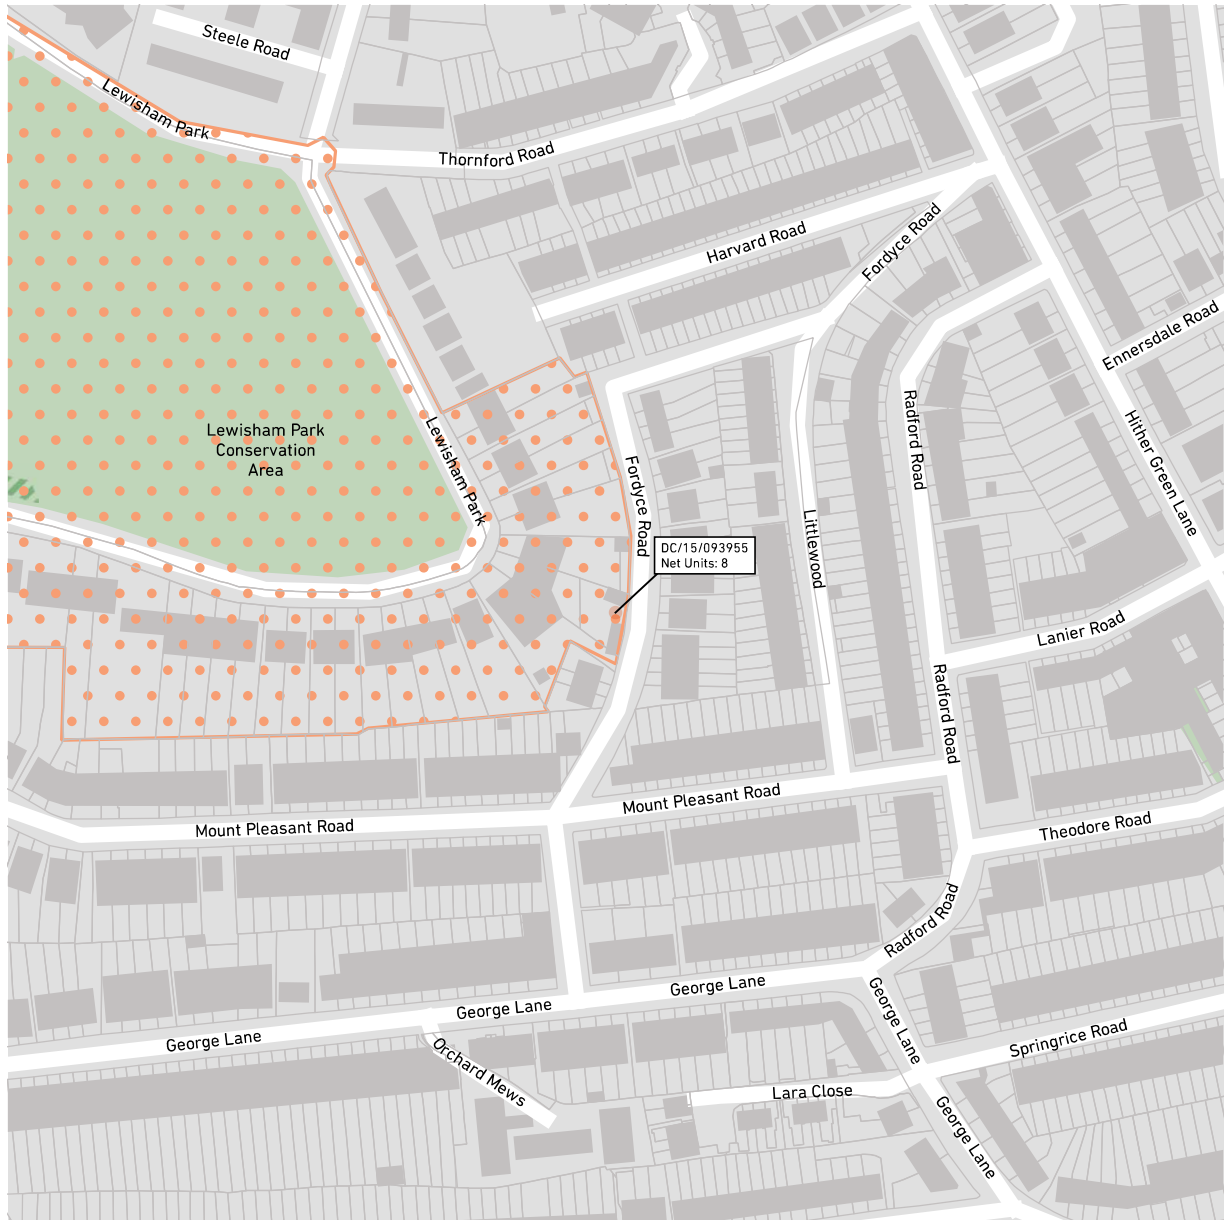 Steele Road
Lewisham Park
Thornford Road
Harvard Road
Fordyce Road
Ennersdale Road
Radford Road
Hither Green Lane
Lewisham Park
Conservation
Area
Lewisham Park
Fordyce Road
Littlewood
DC/15/093955
Net Units: 8
Lanier Road
Radford Road
Mount Pleasant Road
Mount Pleasant Road
Theodore Road
Radford Road
George Lane
George Lane
George Lane
George Lane
Springrice Road
Orchard Mews
Lara Close
George Lane